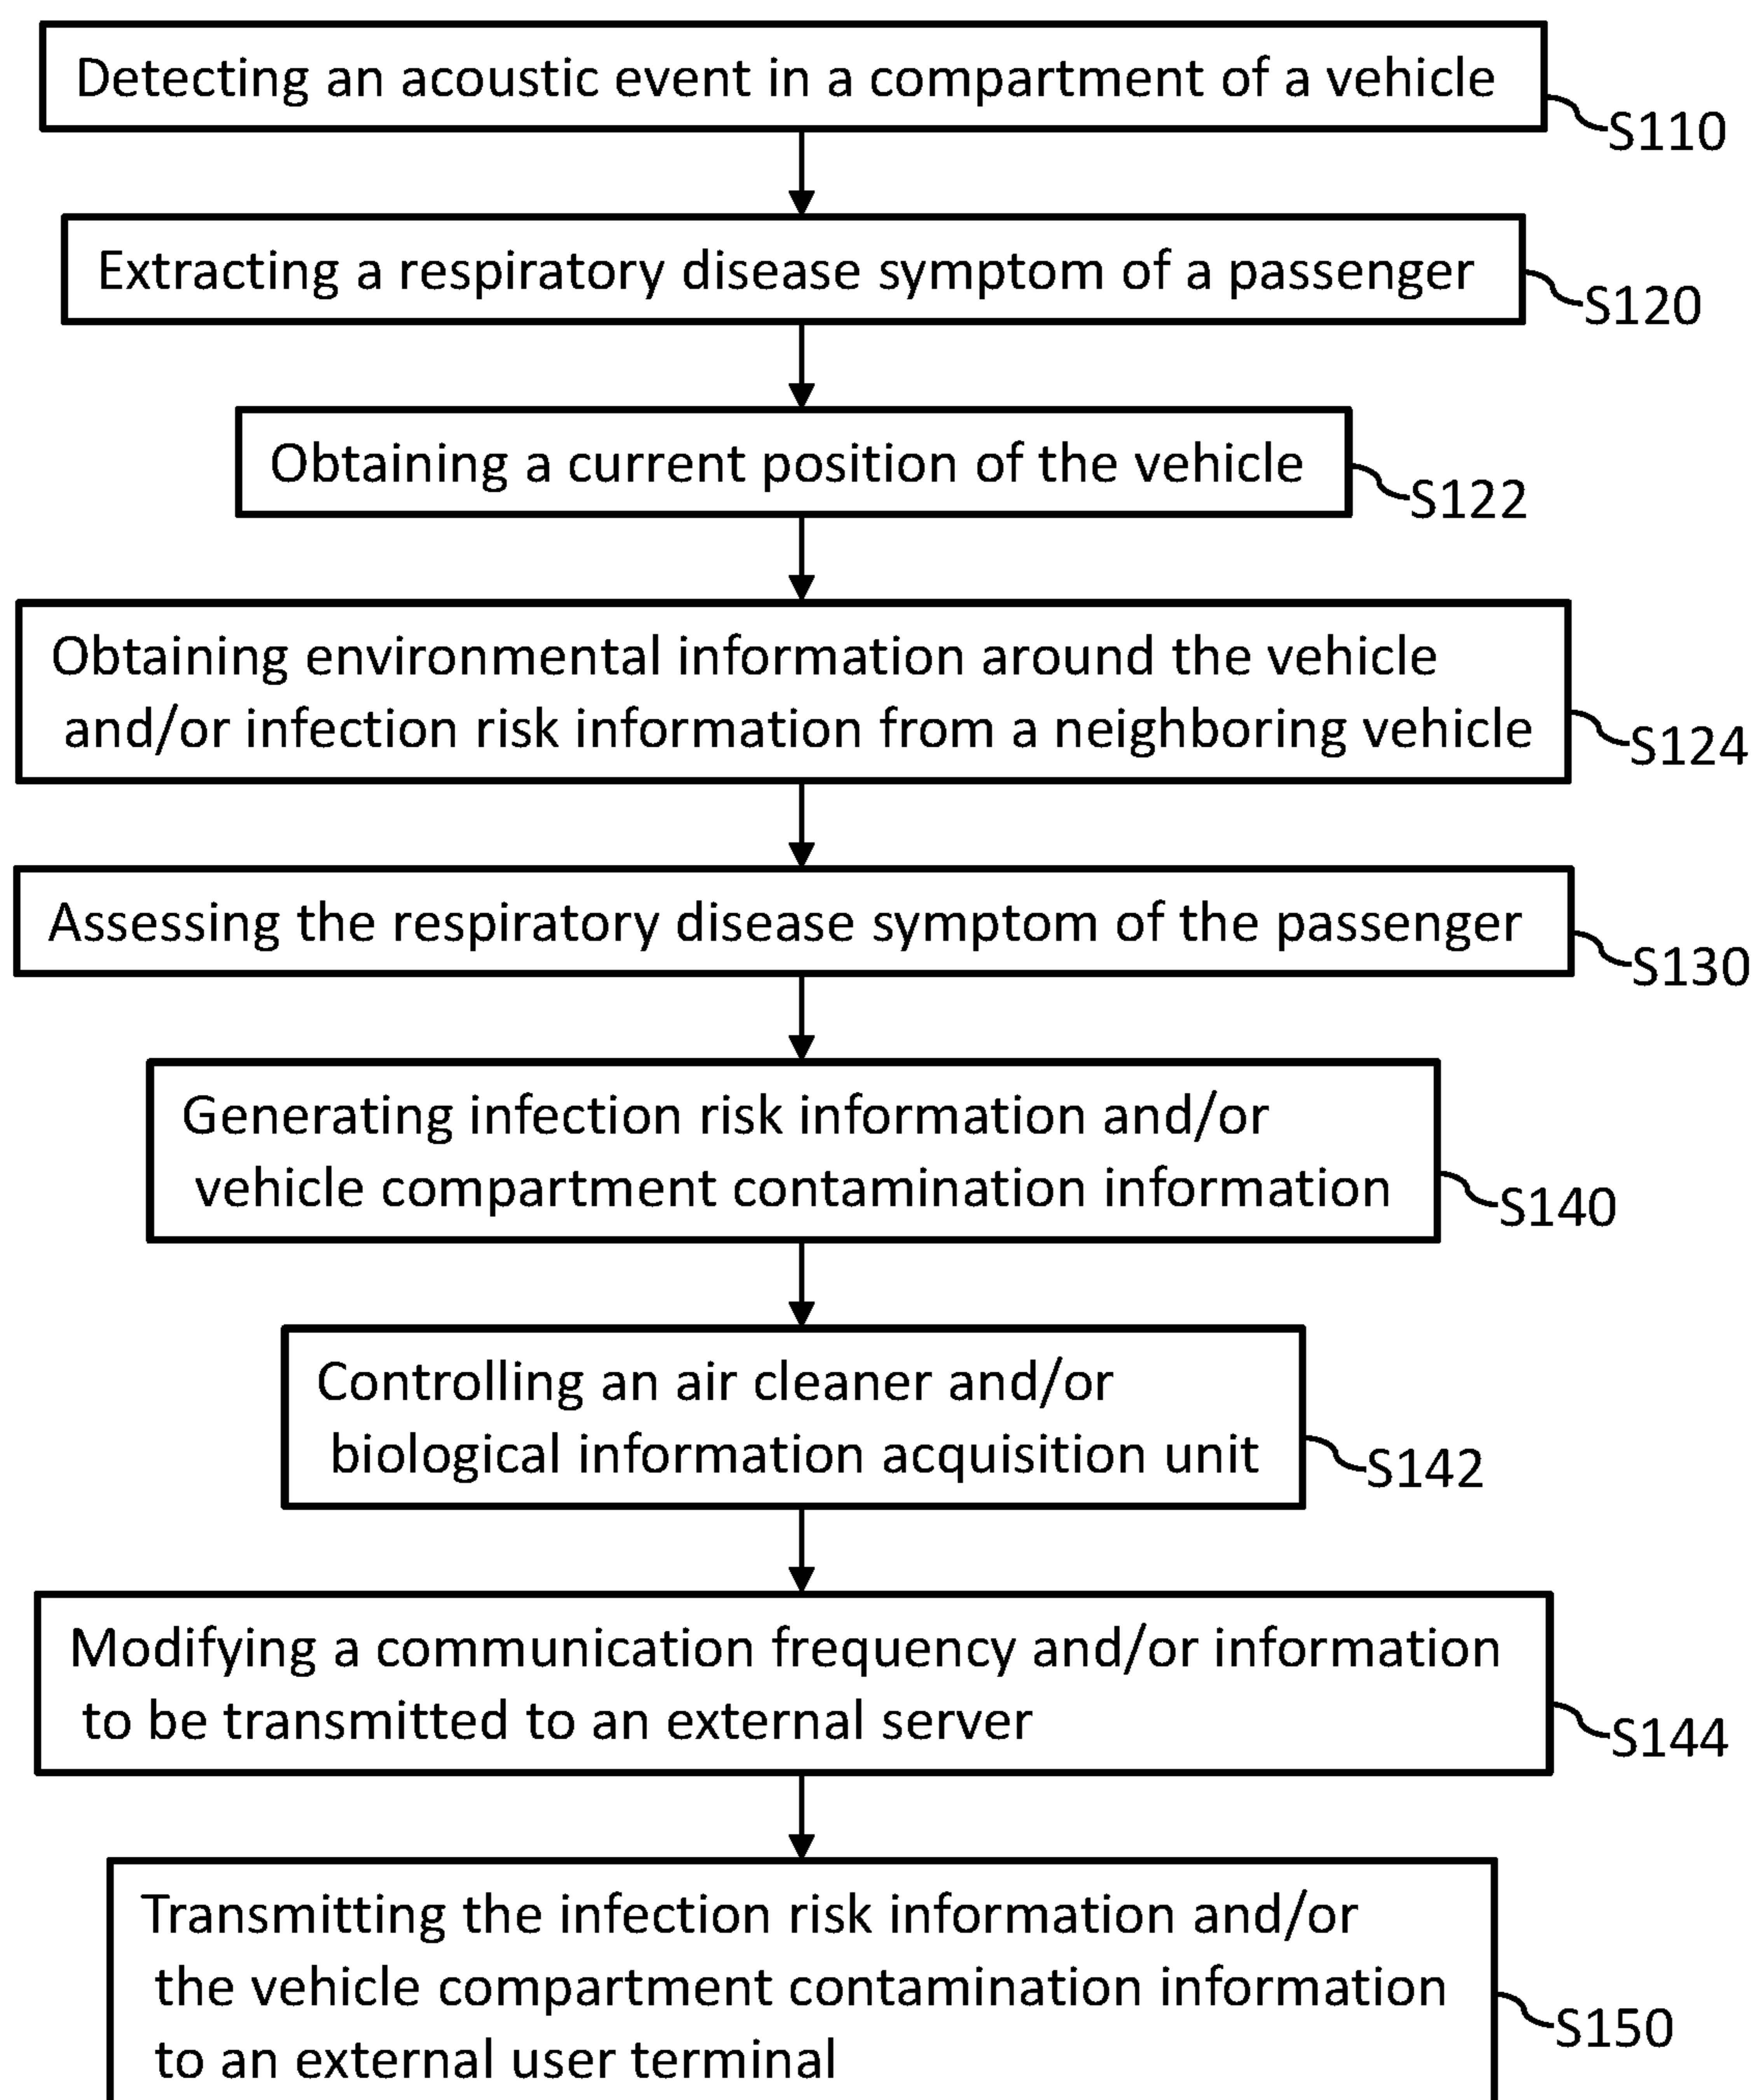 Detecting an acoustic event in a compartment of a vehicle
S110
Extracting a respiratory disease symptom of a passenger
S120
Obtaining a current position of the vehicle
S122
Obtaining environmental information around the vehicle
and/or infection risk information from a neighboring vehicle
S124
Assessing the respiratory disease symptom of the passenger
S130
Generating infection risk information and/or
vehicle compartment contamination information
S140
Controlling an air cleaner and/or
biological information acquisition unit
S142
Modifying a communication frequency and/or information
to be transmitted to an external server
S144
Transmitting the infection risk information and/or
the vehicle compartment contamination information
to an external user terminal
S150